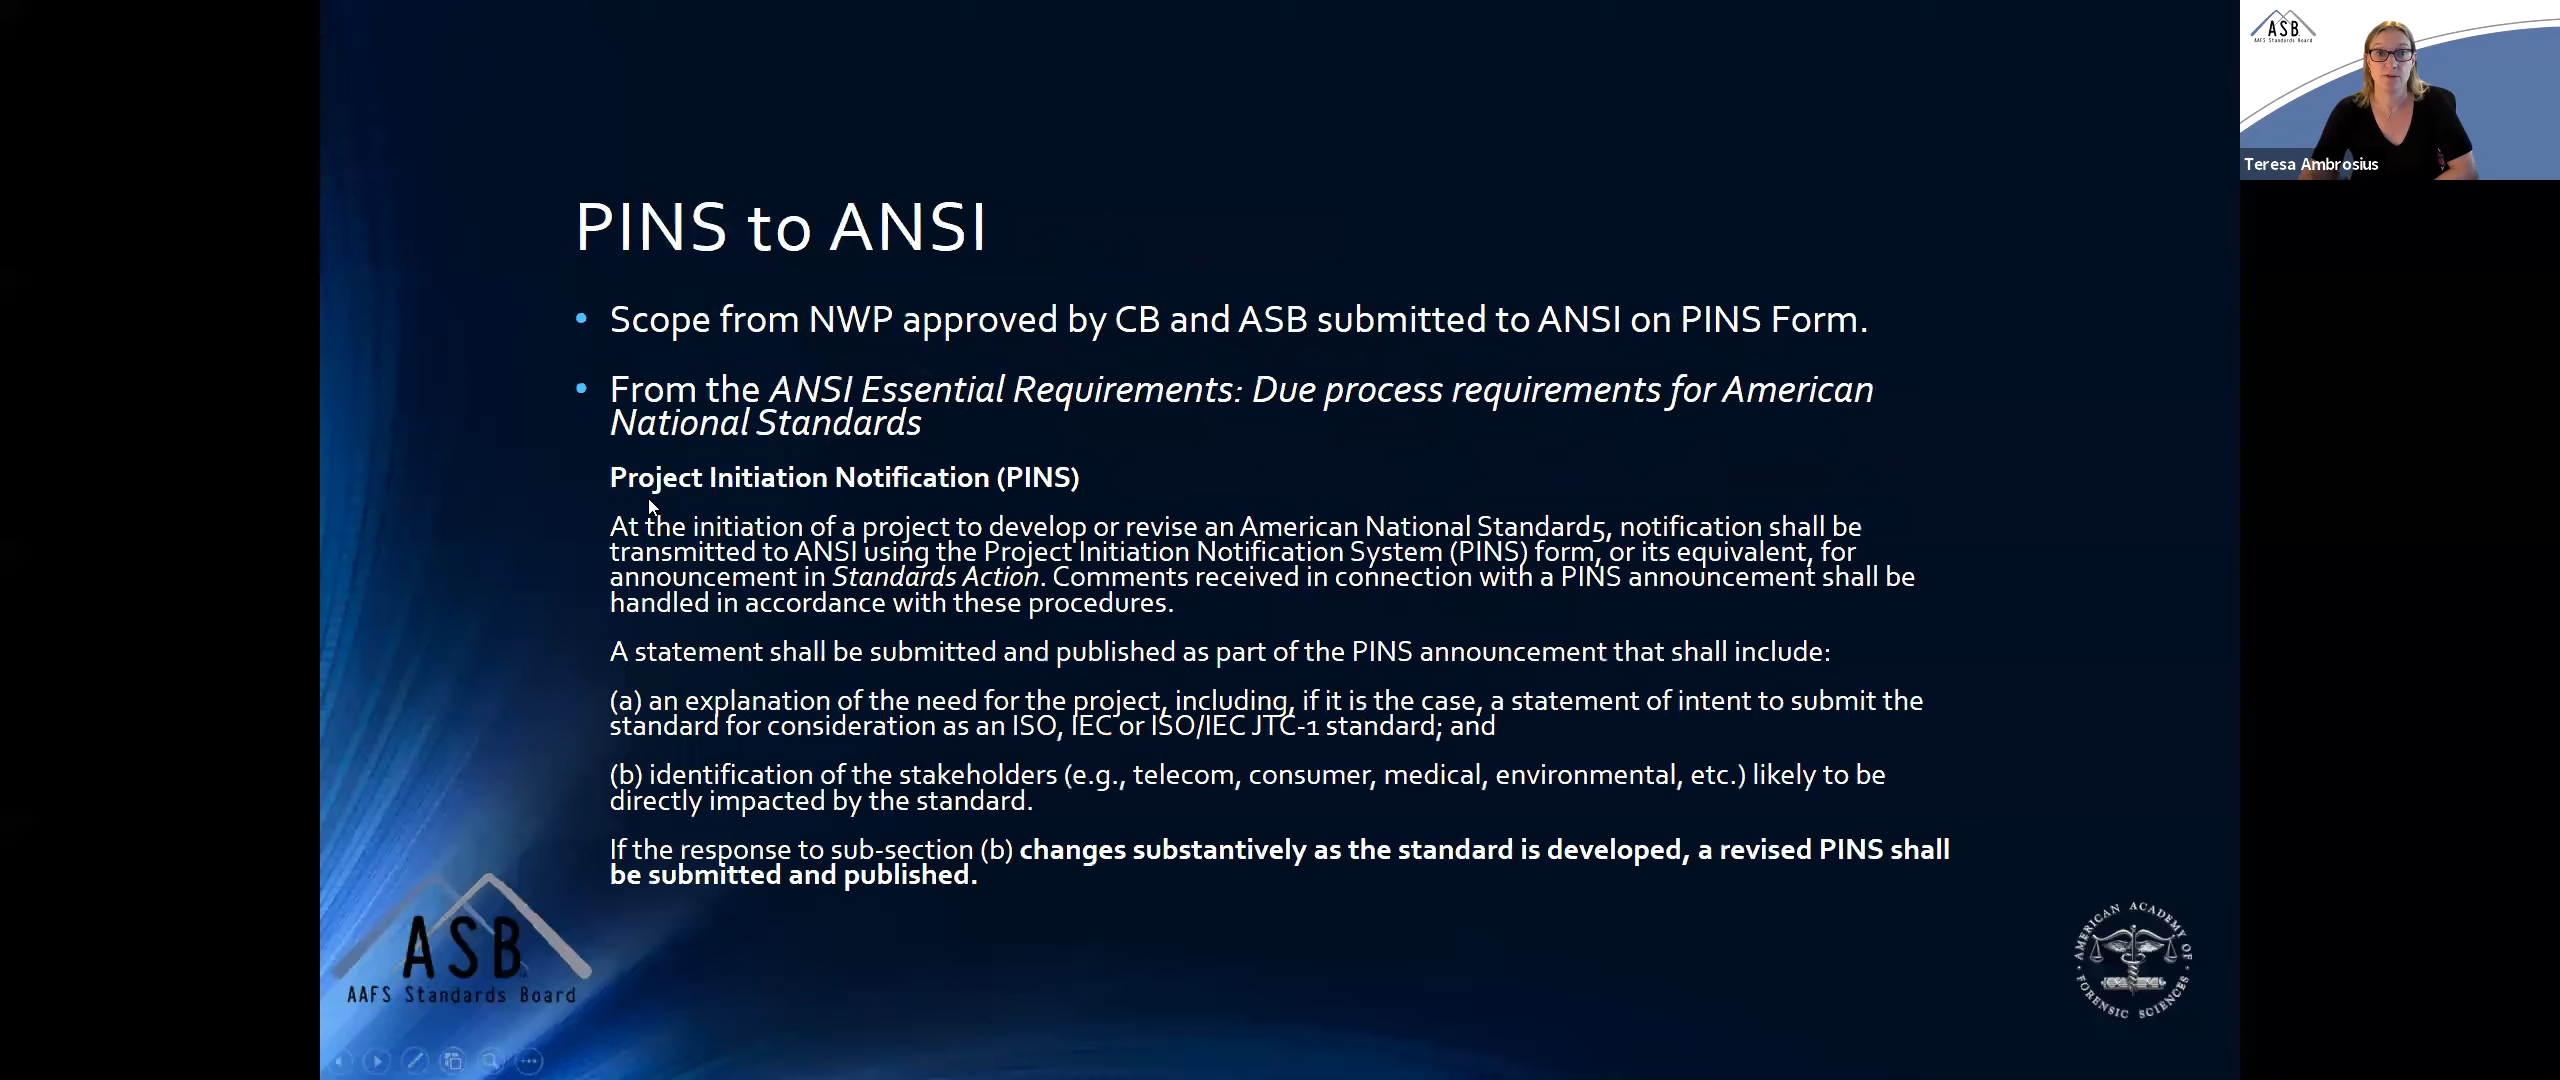 ASB
AAFS Standards Board
Teresa Ambrosius
PINS to ANSI
• Scope from NWP approved by CB and ASB submitted to ANSI on PINS Form.
• From the ANSI Essential Requirements: Due process requirements for American
National Standards
Project Initiation Notification (PINS)
At the initiation of a project to develop or revise an American National Standard5, notification shall be
transmitted to ANSI using the Project Initiation Notification System (PINS) form, or its equivalent, for
announcement in Standards Action. Comments received in connection with a PINS announcement shall be
handled in accordance with these procedures.
A statement shall be submitted and published as part of the PINS announcement that shall include:
(a) an explanation of the need for the project, including, if it is the case, a statement of intent to submit the
standard for consideration as an ISO, IEC or ISO/IEC JTC-1 standard; and
(b) identification of the stakeholders (e.g., telecom, consumer, medical, environmental, etc.) likely to be
directly impacted by the standard.
If the response to sub-section (b) changes substantively as the standard is developed, a revised PINS shall
be submitted and published.
ASB
AAFS Standards Board
AMERICAN ACADEMY OF
FORENSIC SCIENCES